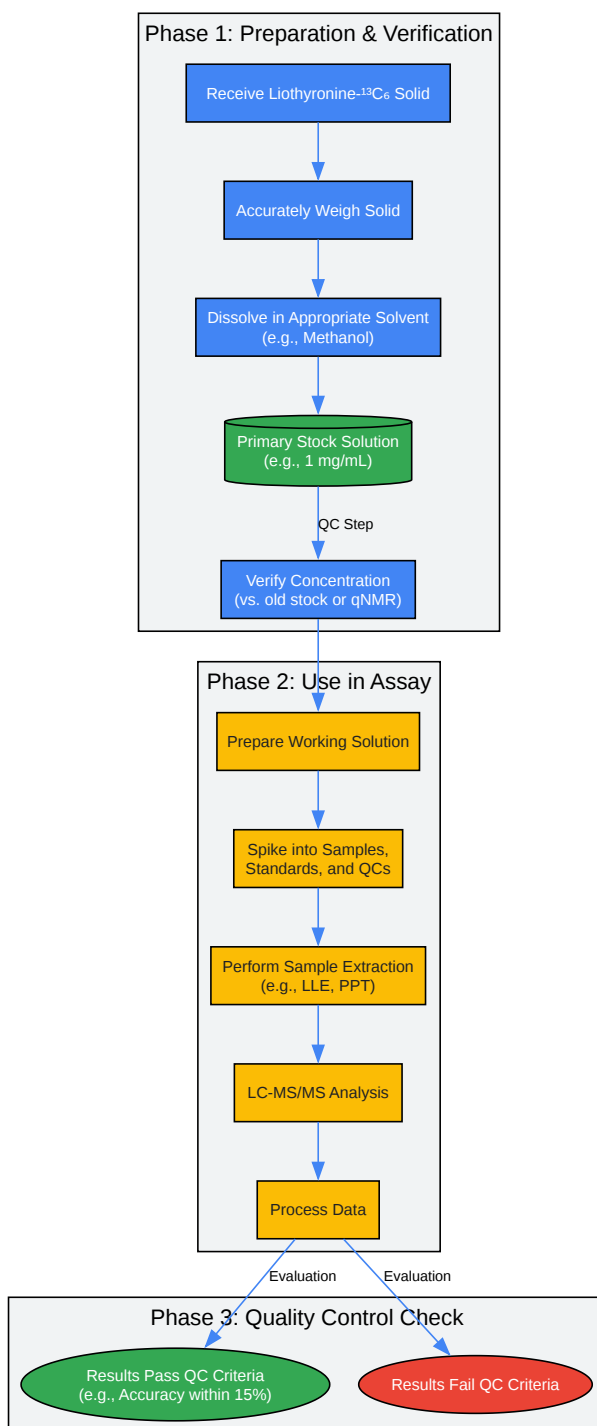 Phase 1: Preparation & Verification
Receive Liothyronine-¹³C₆ Solid
Accurately Weigh Solid
Dissolve in Appropriate Solvent
(e.g., Methanol)
Primary Stock Solution
(e.g., 1 mg/mL)
QC Step
Verify Concentration
(vs. old stock or qNMR)
Phase 2: Use in Assay
Prepare Working Solution
Spike into Samples,
Standards, and QCs
Perform Sample Extraction
(e.g., LLE, PPT)
LC-MS/MS Analysis
Process Data
Evaluation
Evaluation
Phase 3: Quality Control Check
Results Pass QC Criteria
(e.g., Accuracy within 15%)
Results Fail QC Criteria